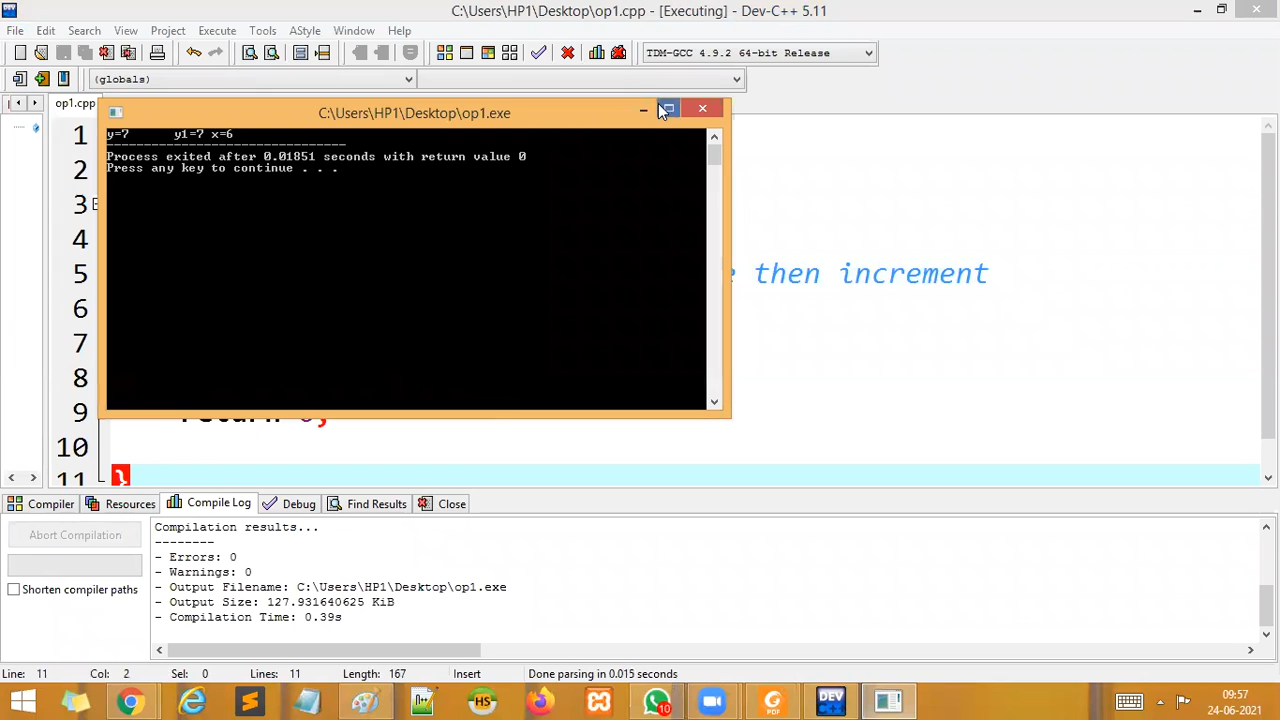 C:\Users\HP1\Desktop\op1.cpp - [Executing] - Dev-C++ 5.11
File Edit Search View Project Execute Tools AStyle Window Help
TDM-GCC 4.9.2 64-bit Release
(globals)
op1.cpp
C:\Users\HP1\Desktop\op1.exe
y=7 y1=7 x=6
--------------------------------
Process exited after 0.01851 seconds with return value 0
Press any key to continue . . .
1
2
3
4
5 then increment
6
7
8
9
10
11 }
Compiler Resources Compile Log Debug Find Results Close
Abort Compilation
Shorten compiler paths
Compilation results...
--------
- Errors: 0
- Warnings: 0
- Output Filename: C:\Users\HP1\Desktop\op1.exe
- Output Size: 127.931640625 KiB
- Compilation Time: 0.39s
Line: 11 Col: 2 Sel: 0 Lines: 11 Length: 167 Insert Done parsing in 0.015 seconds
HS
10
PDF
DEV
09:57
24-06-2021